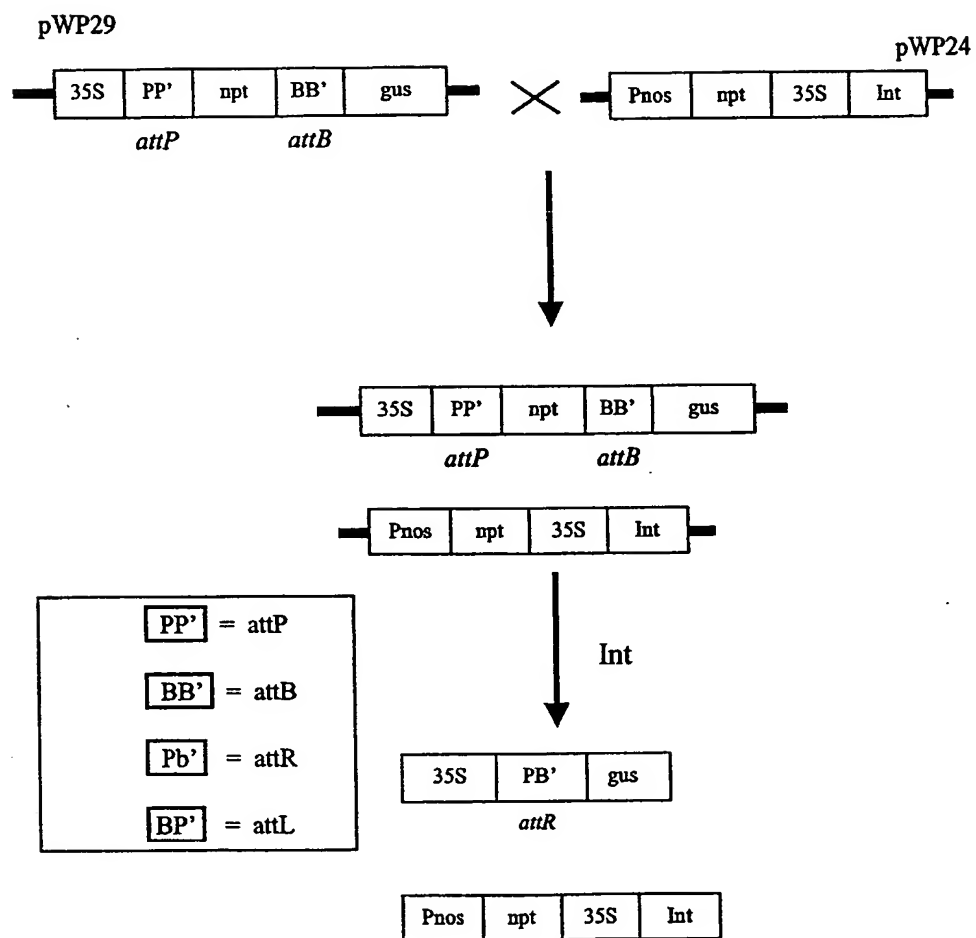 pWP29
pWP24
35S PP' npt BB' gus
Pnos npt 35S Int
attP attB
35S PP' npt BB' gus
attP attB
Pnos npt 35S Int
Int
PP' = attP
BB' = attB
Pb' = attR
BP' = attL
35S PB' gus
attR
Pnos npt 35S Int